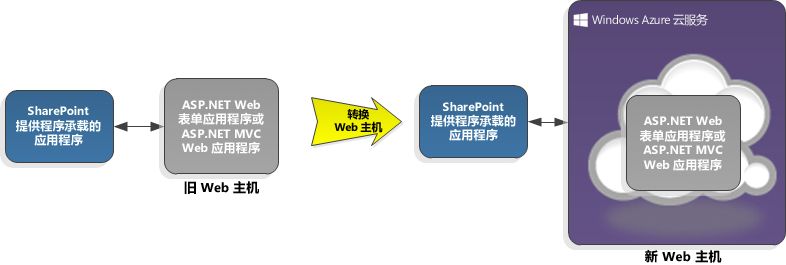 SharePoint
提供程序承载的
应用程序
ASP.NET Web
表单应用程序或
ASP.NET MVC
Web 应用程序
旧 Web 主机
转换
Web 主机
SharePoint
提供程序承载的
应用程序
Windows Azure 云服务
ASP.NET Web
表单应用程序或
ASP.NET MVC
Web 应用程序
新 Web 主机